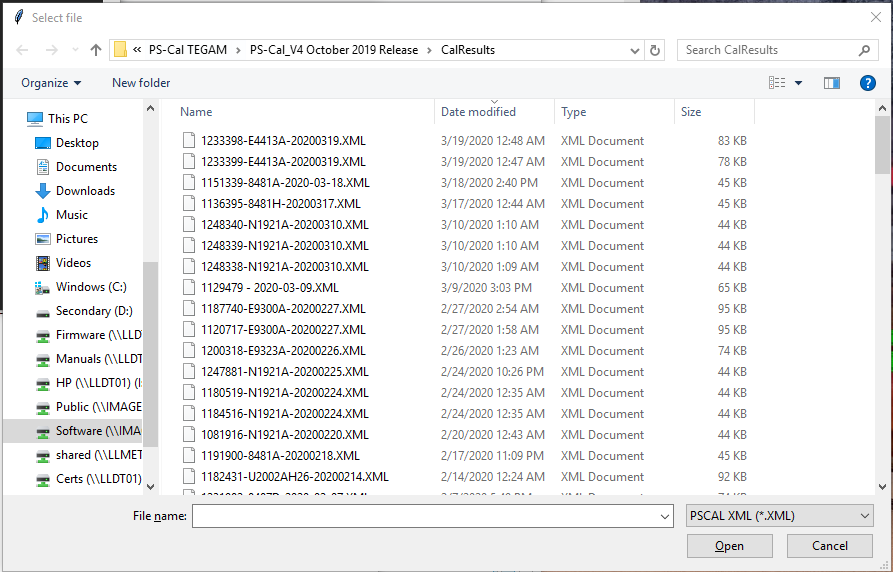 Select file
« PS-Cal TEGAM › PS-Cal_V4 October 2019 Release › CalResults
Search CalResults
Organize New folder
This PC
Desktop
Documents
Downloads
Music
Pictures
Videos
Windows (C:)
Secondary (D:)
Firmware (\\LLDT
Manuals (\\LLDT
HP (\\LLDT01) (
Public (\\IMAGE
Software (\\IMA
shared (\\LLMET
Certs (\\LLDT01)
Name Date modified Type Size
1233398-E4413A-20200319.XML 3/19/2020 12:48 AM XML Document 83 KB
1233399-E4413A-20200319.XML 3/19/2020 12:47 AM XML Document 78 KB
1151339-8481A-2020-03-18.XML 3/18/2020 2:40 PM XML Document 45 KB
1136395-8481H-20200317.XML 3/17/2020 12:44 AM XML Document 45 KB
1248340-N1921A-20200310.XML 3/10/2020 1:10 AM XML Document 44 KB
1248339-N1921A-20200310.XML 3/10/2020 1:10 AM XML Document 44 KB
1248338-N1921A-20200310.XML 3/10/2020 1:09 AM XML Document 44 KB
1129479 - 2020-03-09.XML 3/9/2020 3:03 PM XML Document 65 KB
1187740-E9300A-20200227.XML 2/27/2020 2:54 AM XML Document 95 KB
1120717-E9300A-20200227.XML 2/27/2020 1:58 AM XML Document 95 KB
1200318-E9323A-20200226.XML 2/26/2020 1:23 AM XML Document 74 KB
1247881-N1921A-20200225.XML 2/24/2020 10:26 PM XML Document 44 KB
1180519-N1921A-20200224.XML 2/24/2020 12:35 AM XML Document 44 KB
1184516-N1921A-20200224.XML 2/24/2020 12:35 AM XML Document 44 KB
1081916-N1921A-20200220.XML 2/20/2020 12:43 AM XML Document 44 KB
1191900-8481A-20200218.XML 2/17/2020 11:09 PM XML Document 45 KB
1182431-U2002AH26-20200214.XML 2/14/2020 12:24 AM XML Document 92 KB
File name: PSCAL XML (*.XML)
Open Cancel